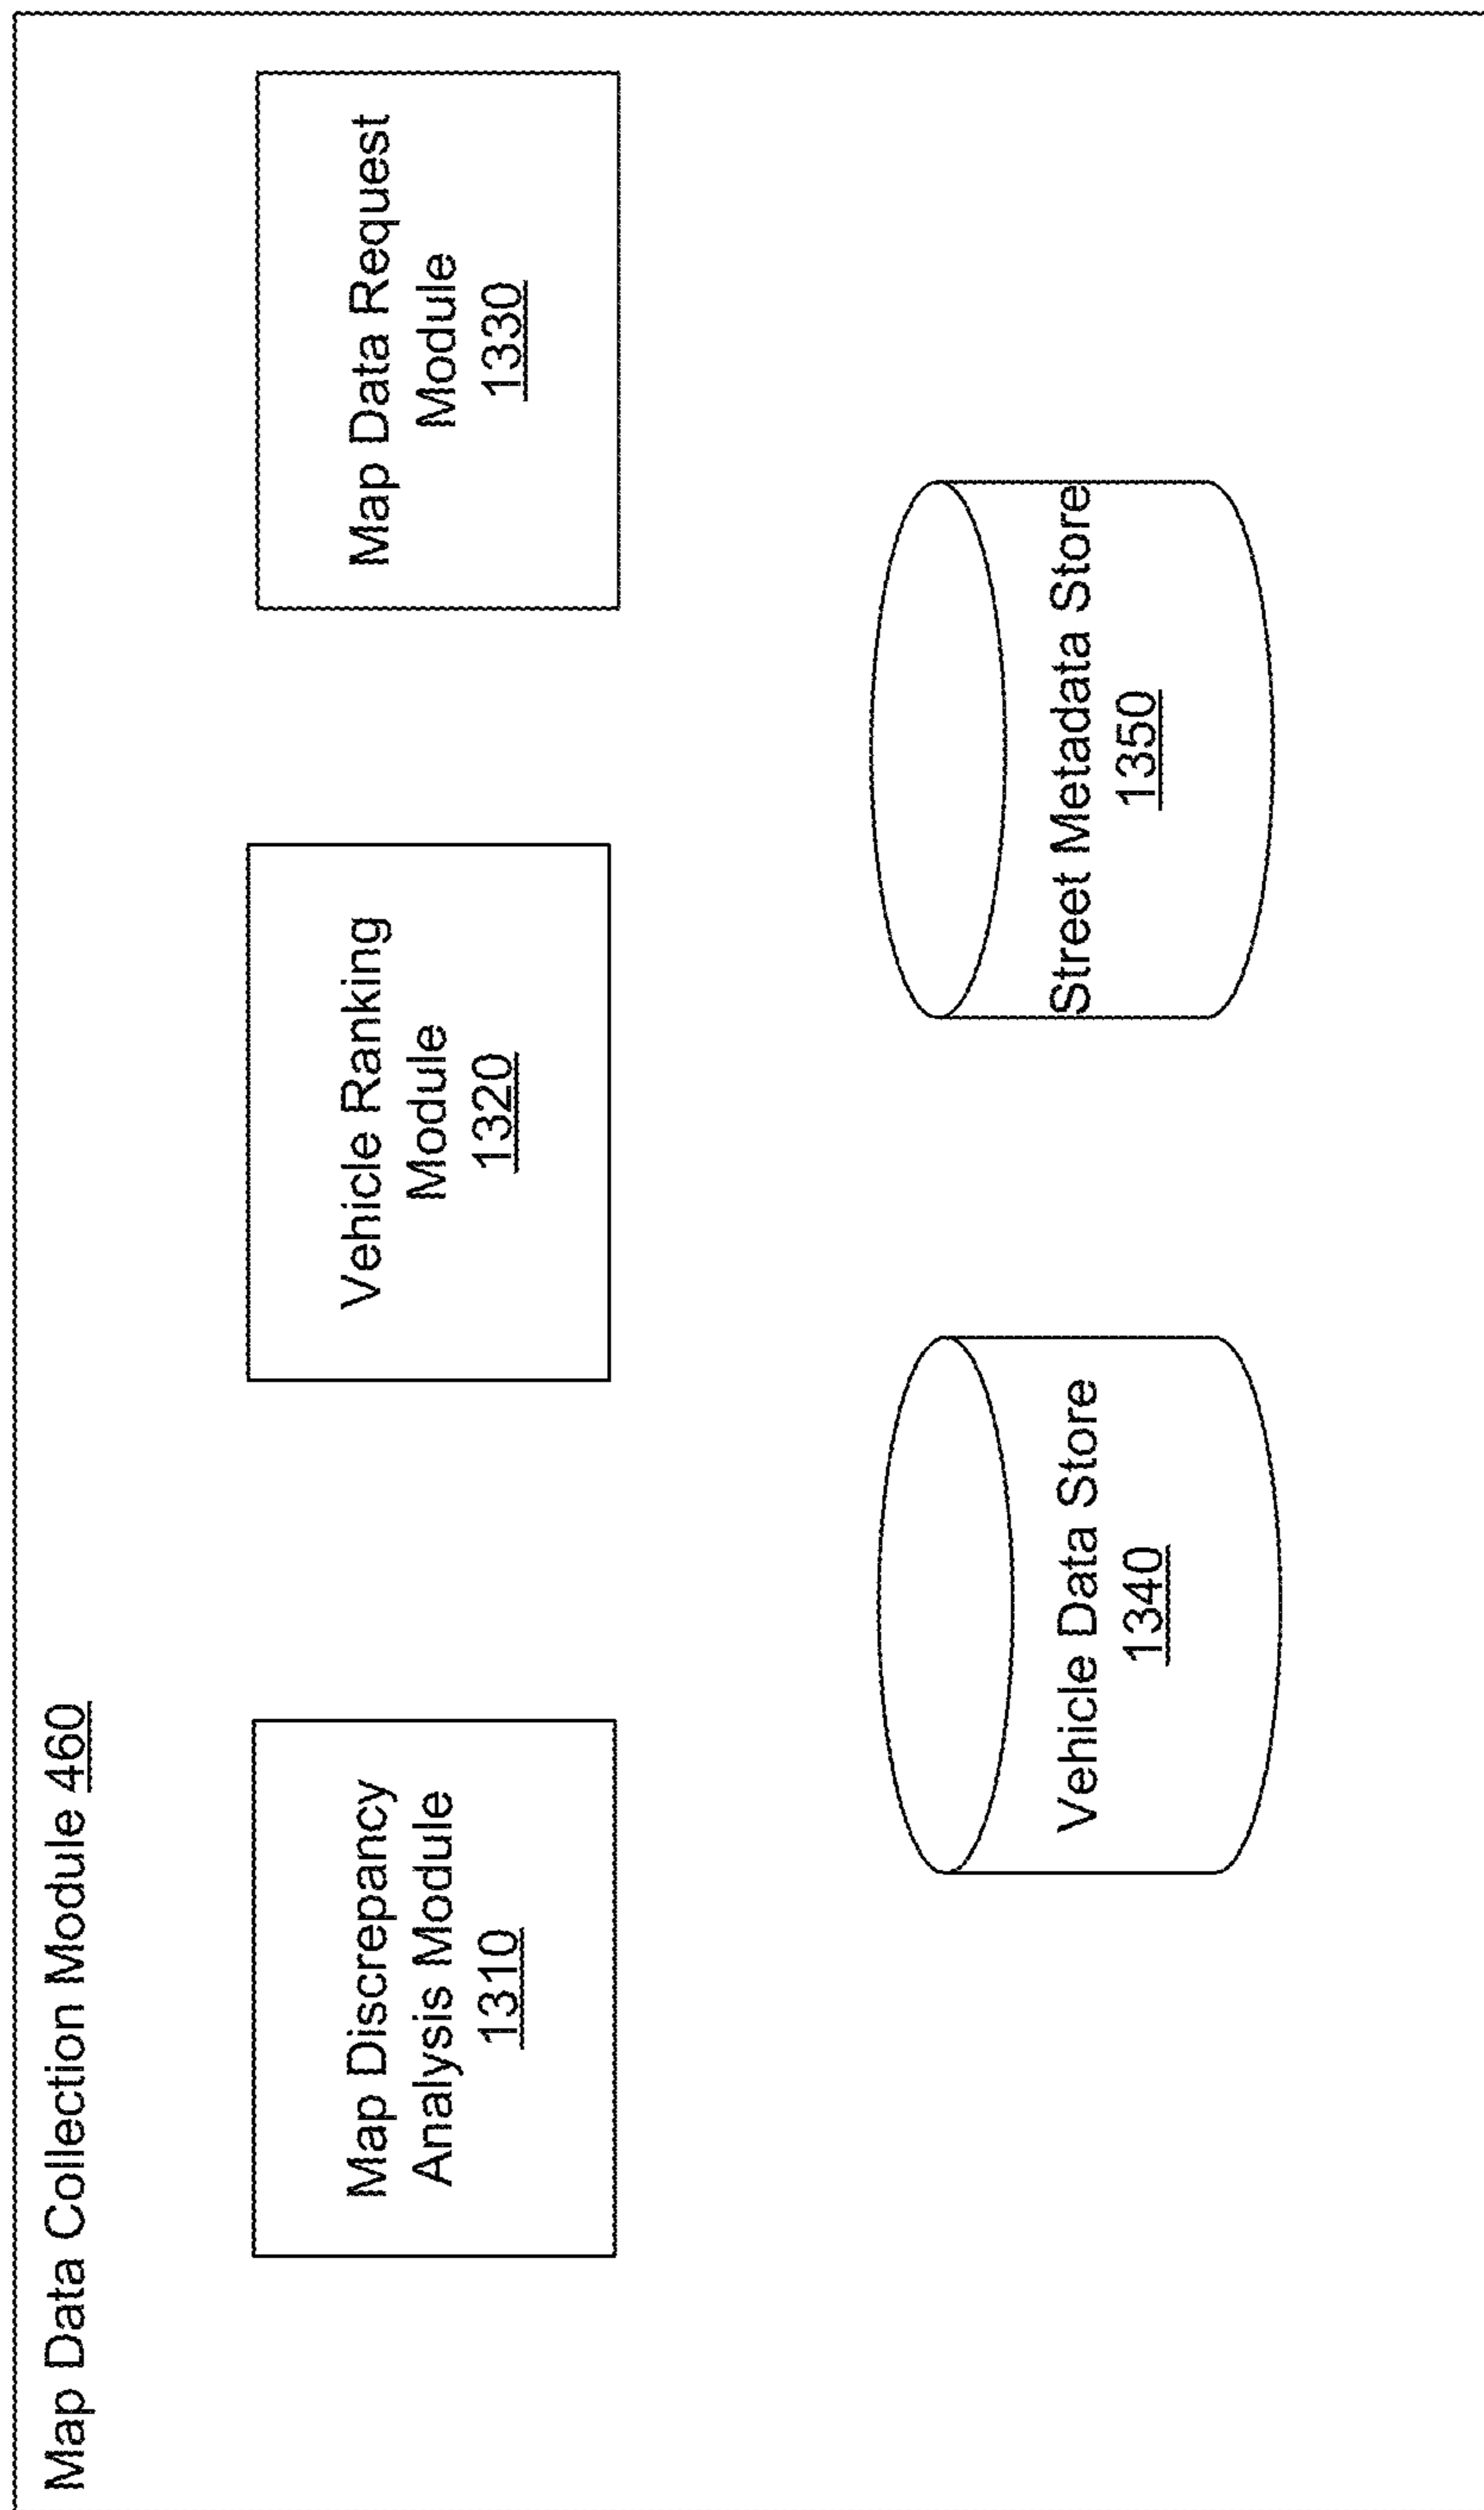 Map Data Collection Module 460
Map Discrepancy
Analysis Module
1310
Vehicle Ranking
Module
1320
Map Data Request
Module
1330
Vehicle Data Store
1340
Street Metadata Store
1350